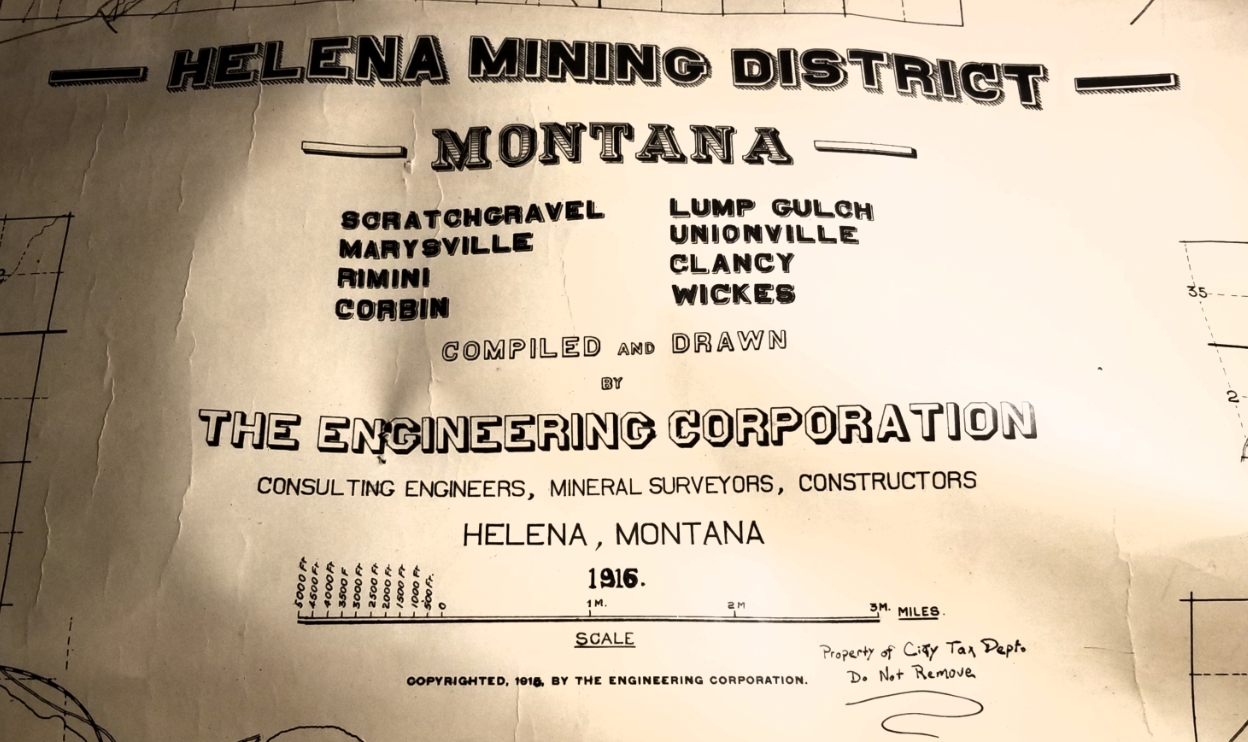 HELENA MINING DISTRICT
MONTANA
SCRATCHGRAVEL
MARYSVILLE
RIMINI
CORBIN
LUMP GULCH
UNIONVILLE
CLANCY
WICKES
COMPILED AND DRAWN
BY
THE ENGINEERING CORPORATION
CONSULTING ENGINEERS, MINERAL SURVEYORS, CONSTRUCTORS
HELENA, MONTANA
1916.
5000 FT. 4500 FT. 4000 FT. 3500 F 3000 FT. 2500 FT. 2000 FT. 1500 FT. 1000 FT. 500 FT. 0 1M. 2M 3M. MILES.
SCALE
COPYRIGHTED, 1916, BY THE ENGINEERING CORPORATION.
Property of City Tax Dept.
Do Not Remove
35
2